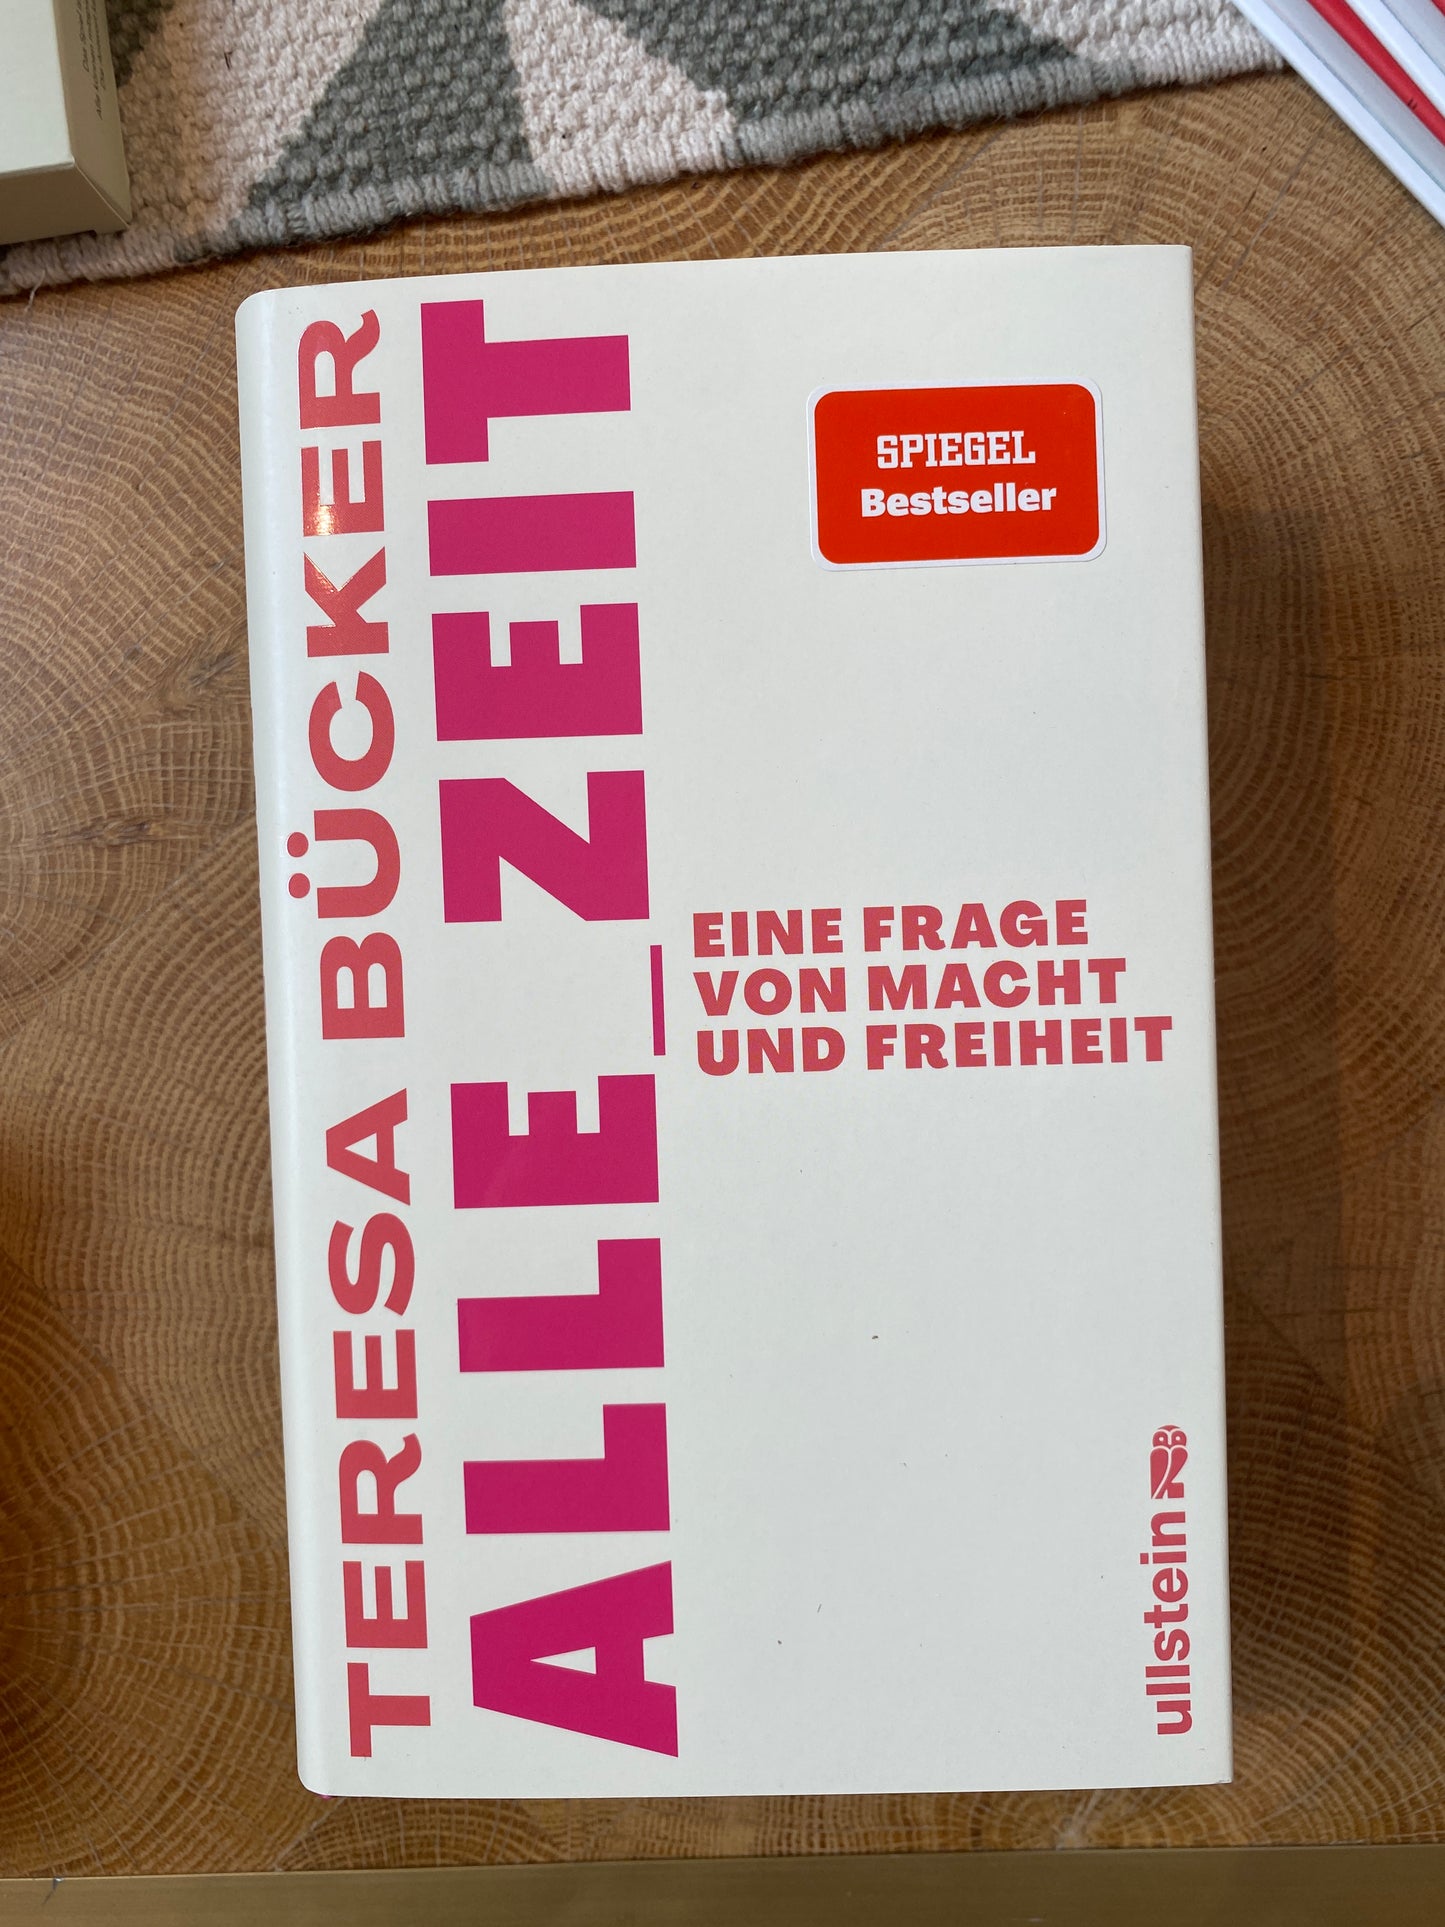 TERESA BÜCKER
ALLE_ZEIT
SPIEGEL
Bestseller
EINE FRAGE
VON MACHT
UND FREIHEIT
ullstein